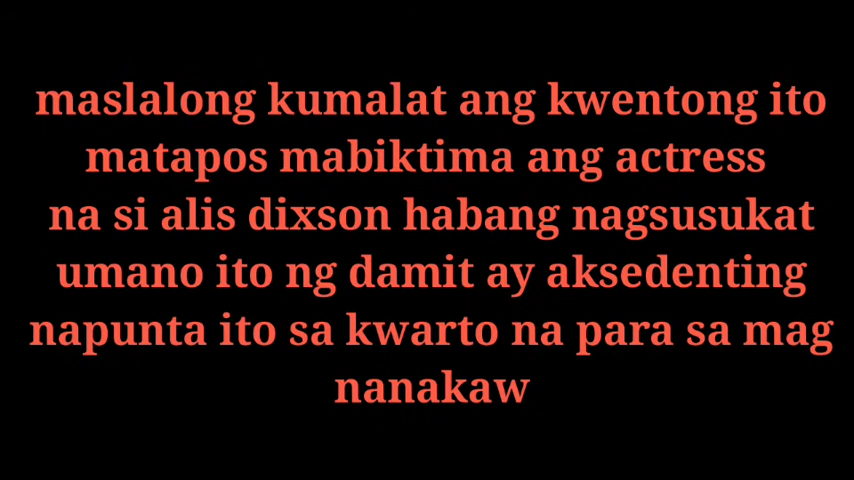 maslalong kumalat ang kwentong ito
matapos mabiktima ang actress
na si alis dixson habang nagsusukat
umano ito ng damit ay aksedenting
napunta ito sa kwarto na para sa mag
nanakaw